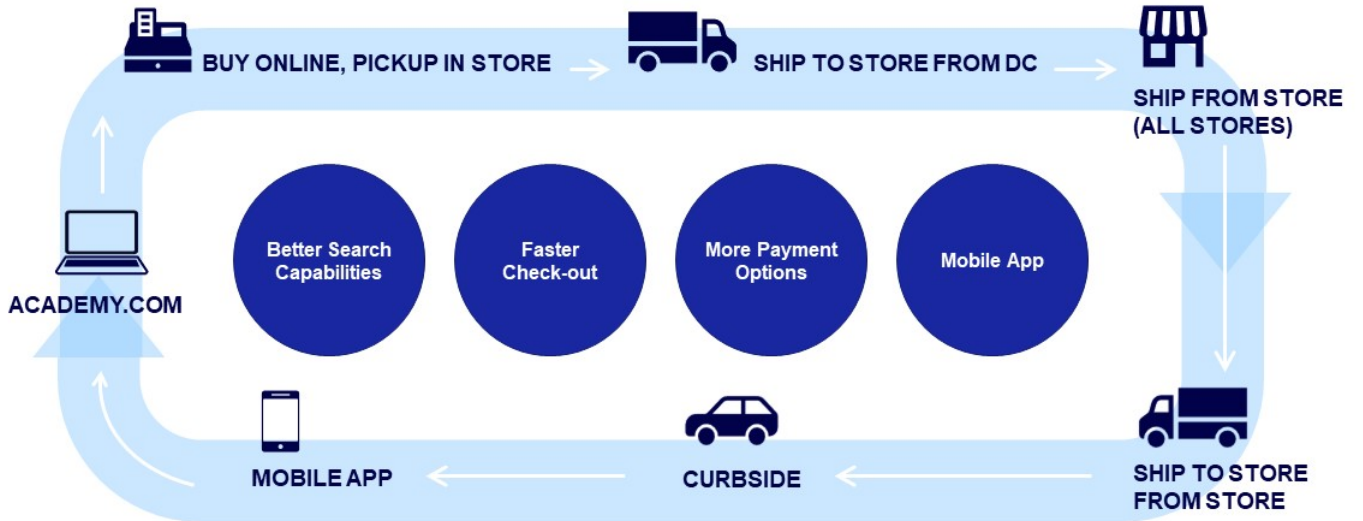 BUY ONLINE, PICKUP IN STORE
SHIP TO STORE FROM DC
SHIP FROM STORE
(ALL STORES)
Better Search
Capabilities
Faster
Check-out
More Payment
Options
Mobile App
ACADEMY.COM
MOBILE APP
CURBSIDE
SHIP TO STORE
FROM STORE